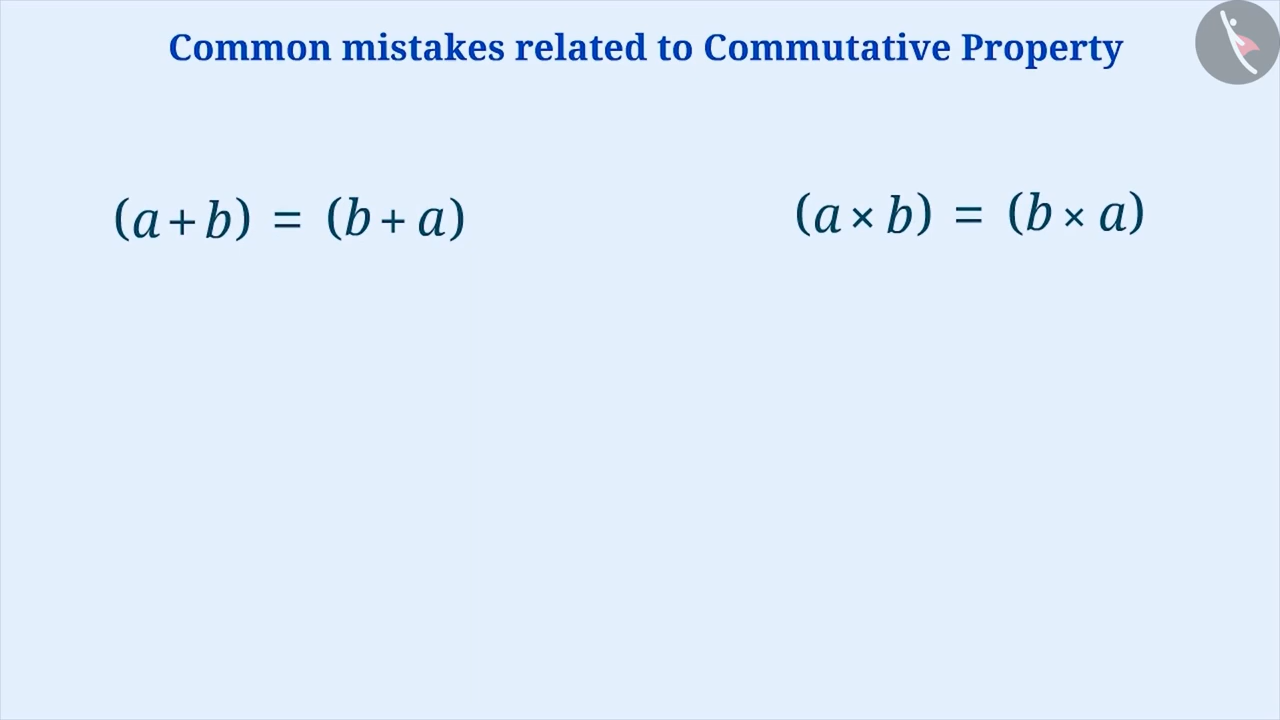 Common mistakes related to Commutative Property
(a + b) = (b + a)
(a × b) = (b × a)